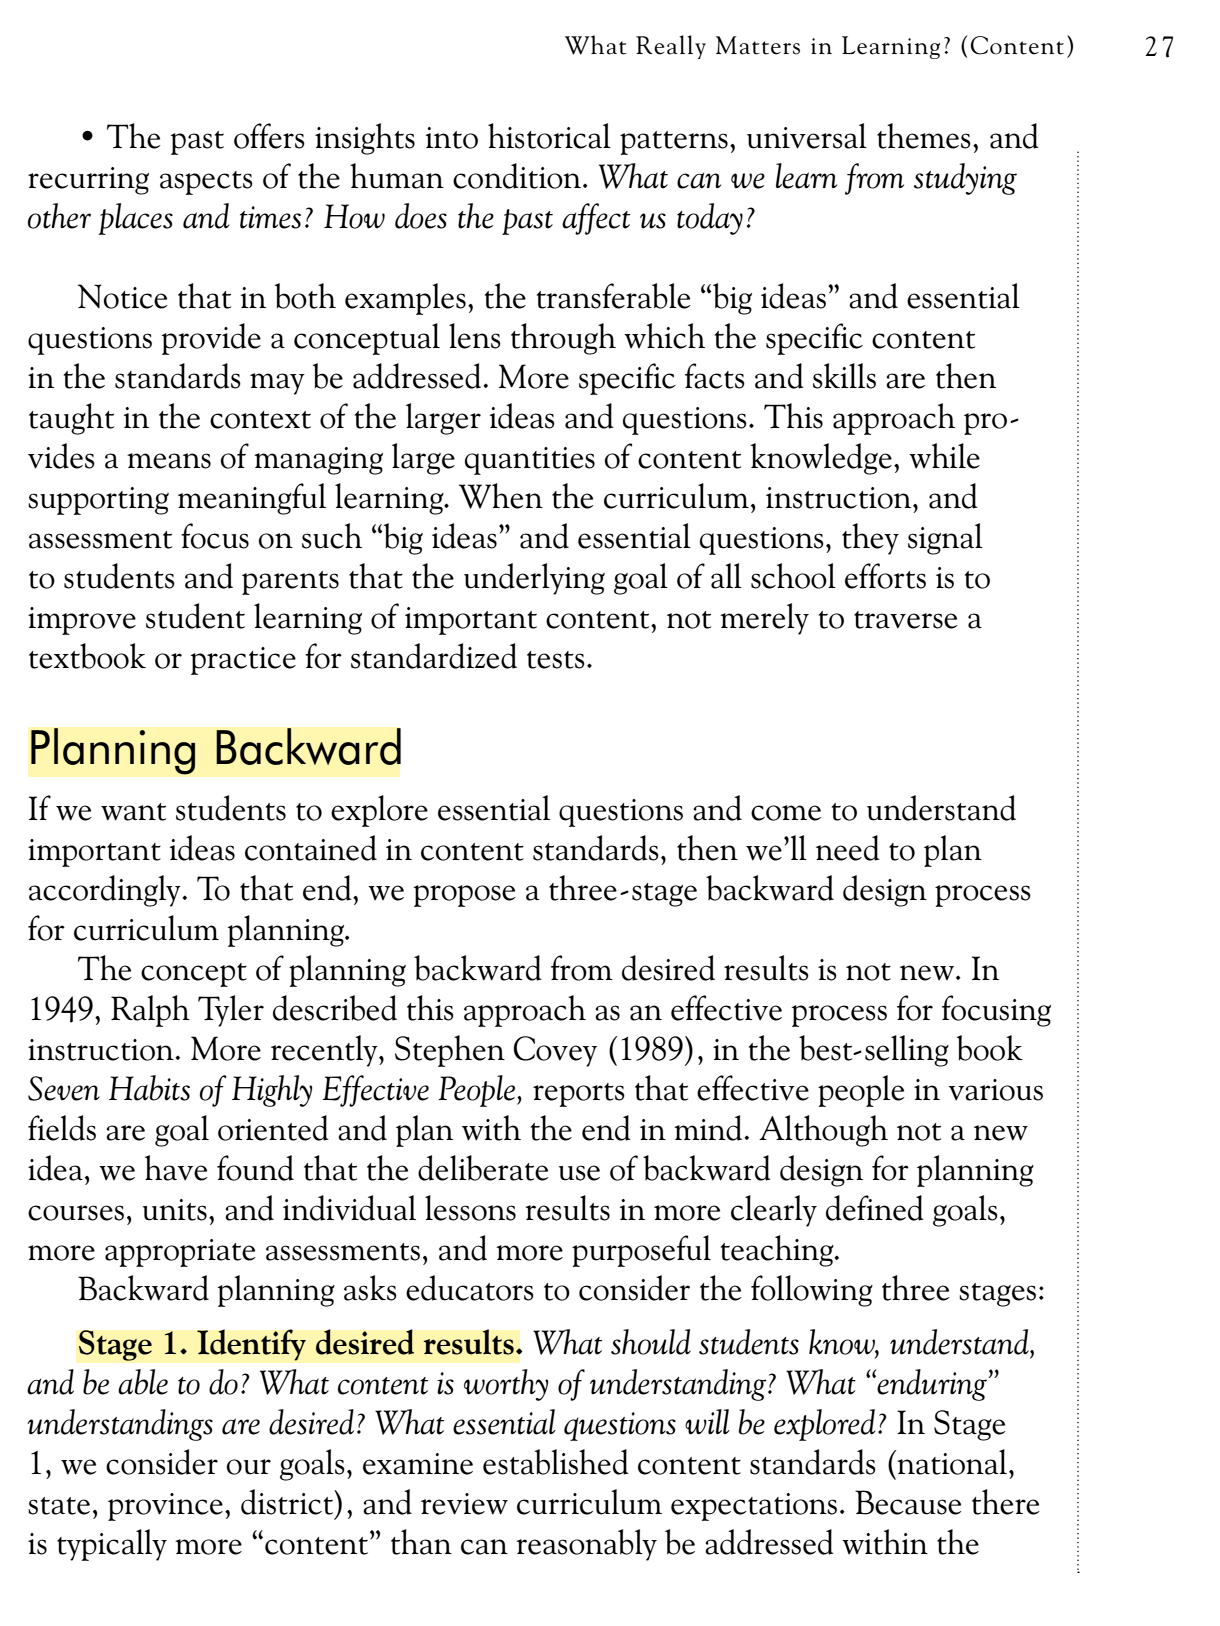 What Really Matters in Learning? (Content) 27
• The past offers insights into historical patterns, universal themes, and
recurring aspects of the human condition. What can we learn from studying
other places and times? How does the past affect us today?
Notice that in both examples, the transferable “big ideas” and essential
questions provide a conceptual lens through which the specific content
in the standards may be addressed. More specific facts and skills are then
taught in the context of the larger ideas and questions. This approach pro-
vides a means of managing large quantities of content knowledge, while
supporting meaningful learning. When the curriculum, instruction, and
assessment focus on such “big ideas” and essential questions, they signal
to students and parents that the underlying goal of all school efforts is to
improve student learning of important content, not merely to traverse a
textbook or practice for standardized tests.
Planning Backward
If we want students to explore essential questions and come to understand
important ideas contained in content standards, then we’ll need to plan
accordingly. To that end, we propose a three-stage backward design process
for curriculum planning.
The concept of planning backward from desired results is not new. In
1949, Ralph Tyler described this approach as an effective process for focusing
instruction. More recently, Stephen Covey (1989), in the best-selling book
Seven Habits of Highly Effective People, reports that effective people in various
fields are goal oriented and plan with the end in mind. Although not a new
idea, we have found that the deliberate use of backward design for planning
courses, units, and individual lessons results in more clearly defined goals,
more appropriate assessments, and more purposeful teaching.
Backward planning asks educators to consider the following three stages:
Stage 1. Identify desired results. What should students know, understand,
and be able to do? What content is worthy of understanding? What “enduring”
understandings are desired? What essential questions will be explored? In Stage
1, we consider our goals, examine established content standards (national,
state, province, district), and review curriculum expectations. Because there
is typically more “content” than can reasonably be addressed within the